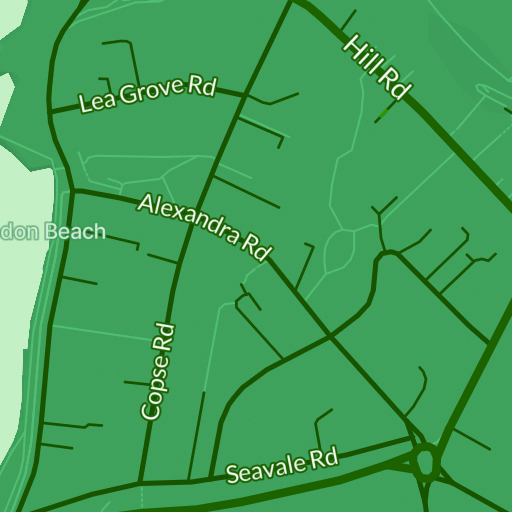 Hill Rd
Lea Grove Rd
Alexandra Rd
don Beach
Copse Rd
Seavale Rd